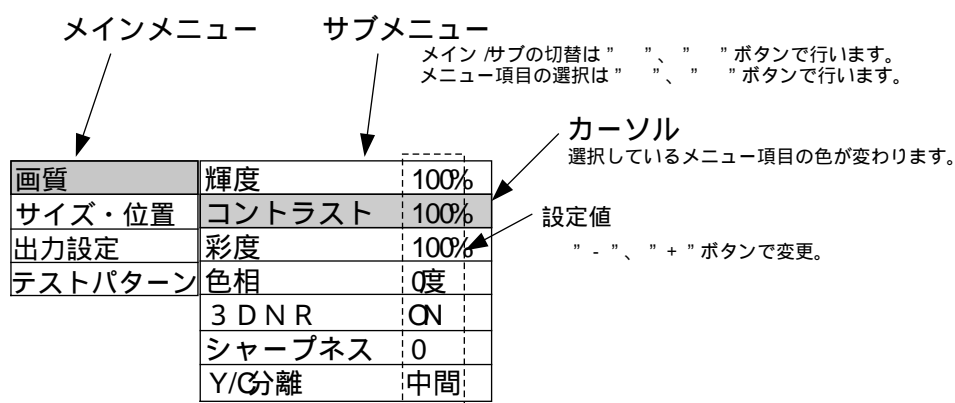 メインメニュー
サブメニュー
メイン/サブの切替は”　”、”　”ボタンで行います。
メニュー項目の選択は”　”、”　”ボタンで行います。
カーソル
選択しているメニュー項目の色が変わります。
画質 輝度 100%
サイズ・位置 コントラスト 100%
設定値
出力設定 彩度 100%
”-”、”+”ボタンで変更。
テストパターン 色相 0度
３ＤＮＲ ON
シャープネス 0
Y/C分離 中間